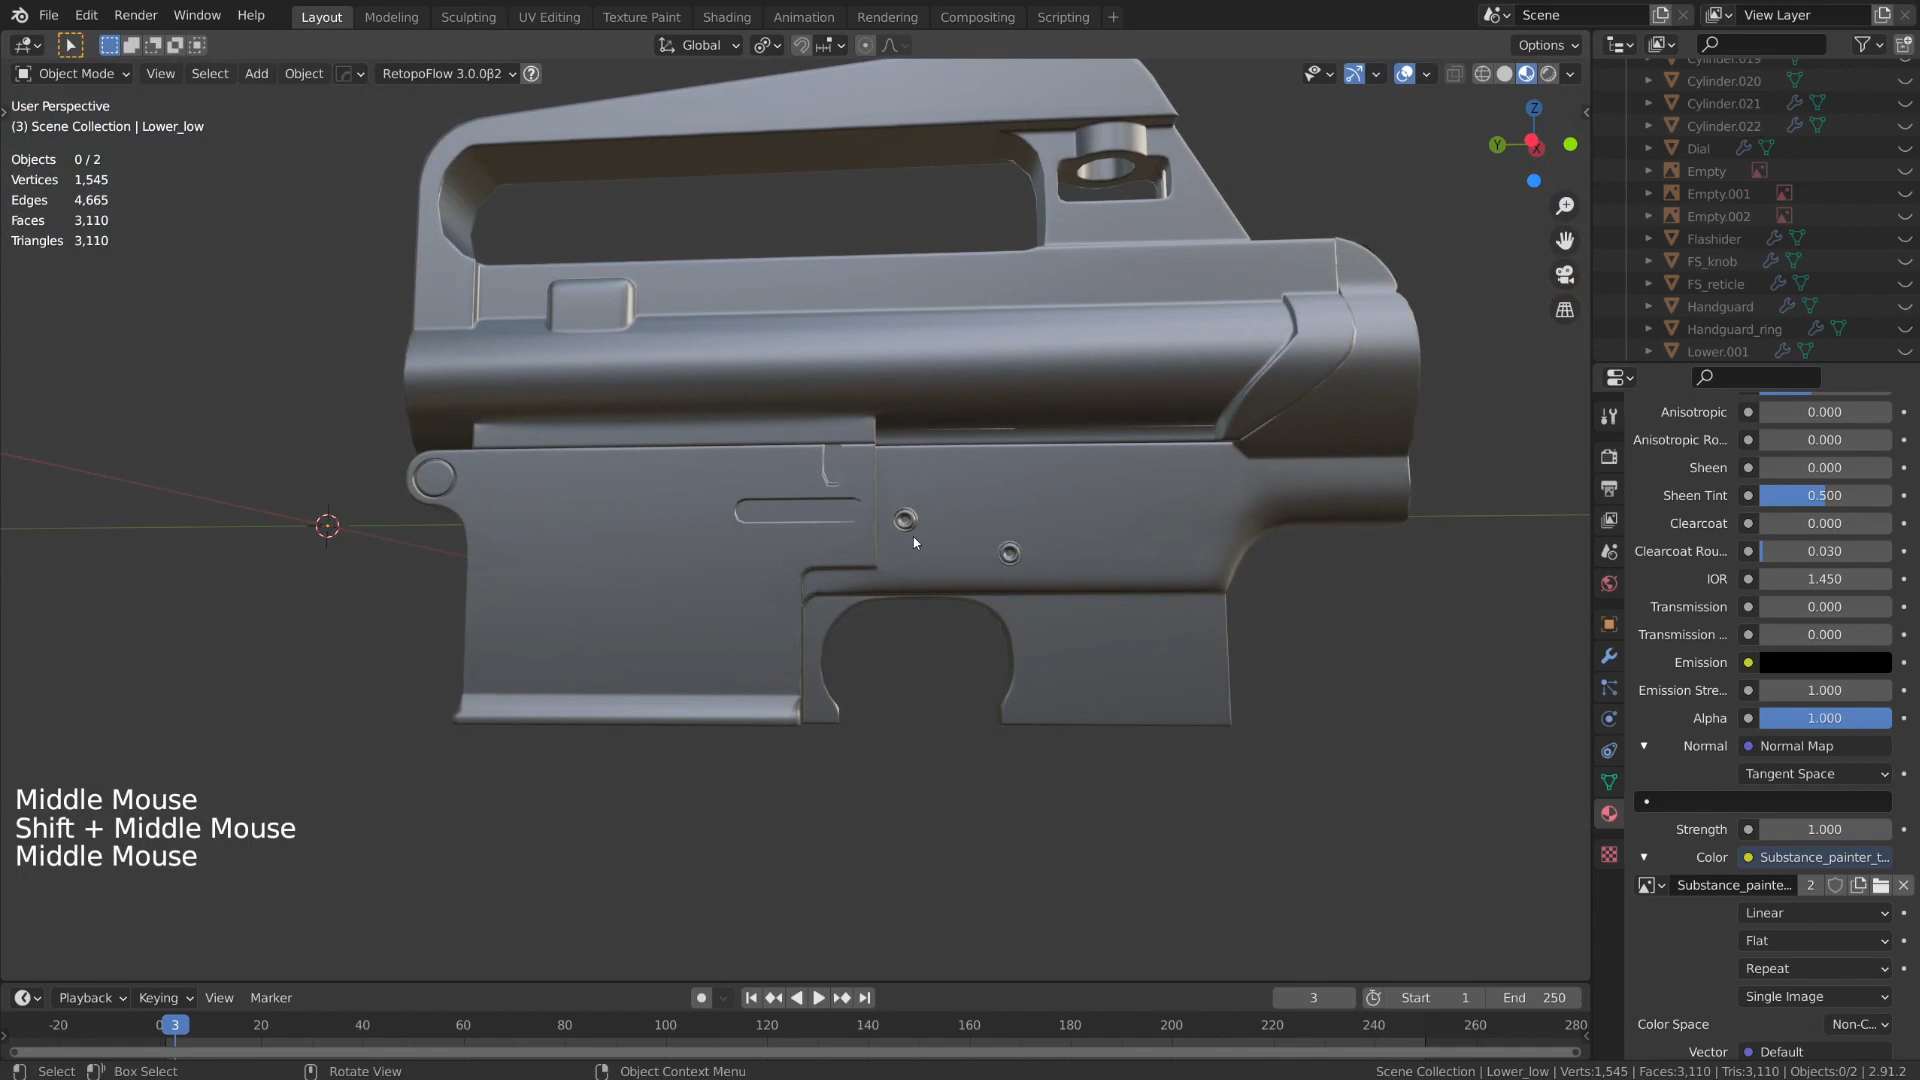 File Edit Render Window Help Layout Modeling Sculpting UV Editing Texture Paint Shading Animation Rendering Compositing Scripting + Scene View Layer
Global Options
Object Mode View Select Add Object RetopoFlow 3.0.0β2 ?
User Perspective
(3) Scene Collection | Lower_low
Objects 0 / 2
Vertices 1,545
Edges 4,665
Faces 3,110
Triangles 3,110
Z
Y
X
Cylinder.019
Cylinder.020
Cylinder.021
Cylinder.022
Dial
Empty
Empty.001
Empty.002
Flashider
FS_knob
FS_reticle
Handguard
Handguard_ring
Lower.001
Anisotropic 0.000
Anisotropic Ro... 0.000
Sheen 0.000
Sheen Tint 0.500
Clearcoat 0.000
Clearcoat Rou... 0.030
IOR 1.450
Transmission 0.000
Transmission ... 0.000
Emission
Emission Stre... 1.000
Alpha 1.000
Normal Normal Map
Tangent Space
Strength 1.000
Color Substance_painter_t...
Substance_painte... 2
Linear
Flat
Repeat
Single Image
Color Space Non-C...
Vector Default
Middle Mouse
Shift + Middle Mouse
Middle Mouse
Playback Keying View Marker 3 Start 1 End 250
-20 0 3 20 40 60 80 100 120 140 160 180 200 220 240 260 280
Select Box Select Rotate View Object Context Menu Scene Collection | Lower_low | Verts:1,545 | Faces:3,110 | Tris:3,110 | Objects:0/2 | 2.91.2